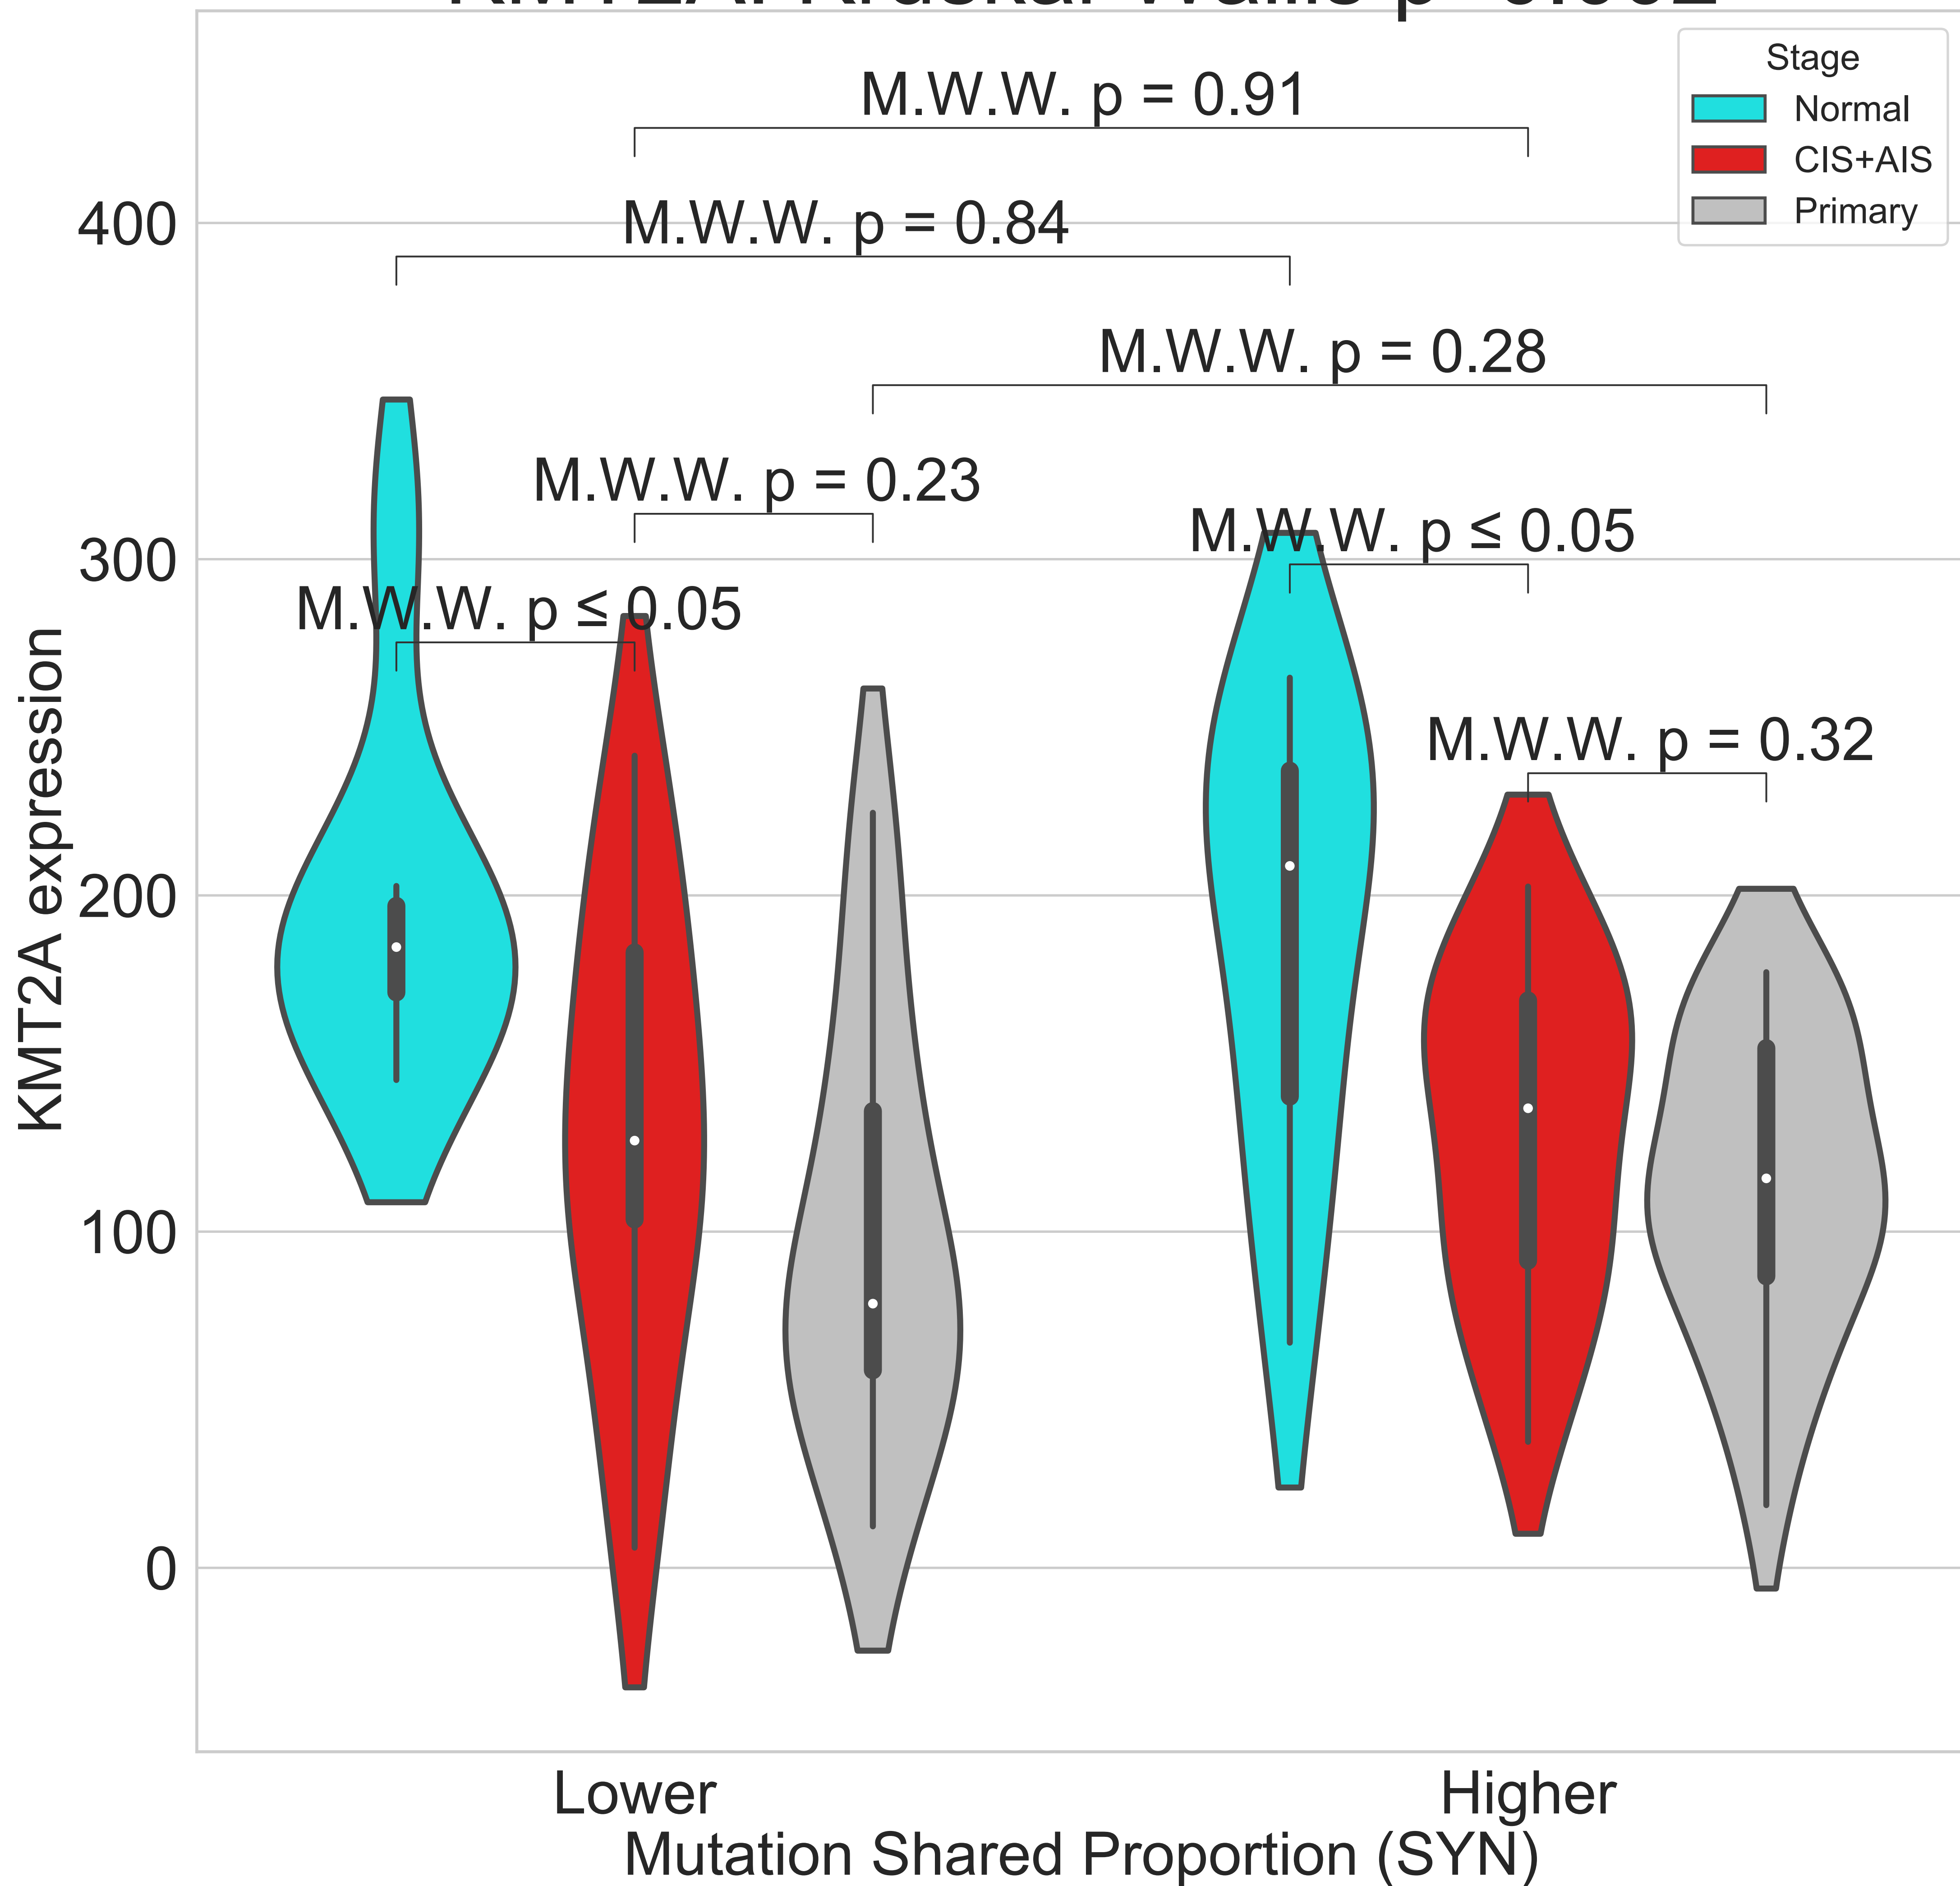 Stage
Normal
CIS+AIS
Primary
M.W.W. p = 0.91
M.W.W. p = 0.84
M.W.W. p = 0.28
M.W.W. p = 0.23
M.W.W. p ≤ 0.05
M.W.W. p ≤ 0.05
M.W.W. p = 0.32
400
300
200
100
0
KMT2A expression
Lower
Higher
Mutation Shared Proportion (SYN)